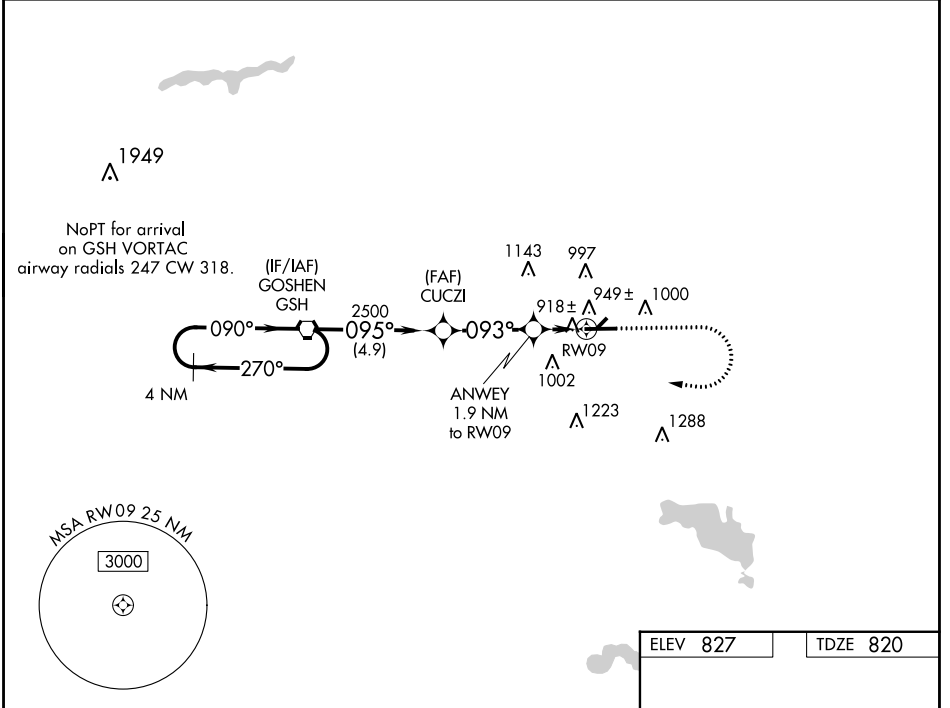 1949
NoPT for arrival
on GSH VORTAC
airway radials 247 CW 318.
(IF/IAF)
GOSHEN
GSH
090°
270°
4 NM
2500
095°
(4.9)
(FAF)
CUCZI
093°
1143
997
918±
949±
1000
RW09
1002
ANWEY
1.9 NM
to RW09
1223
1288
MSA RW09 25 NM
3000
ELEV 827
TDZE 820